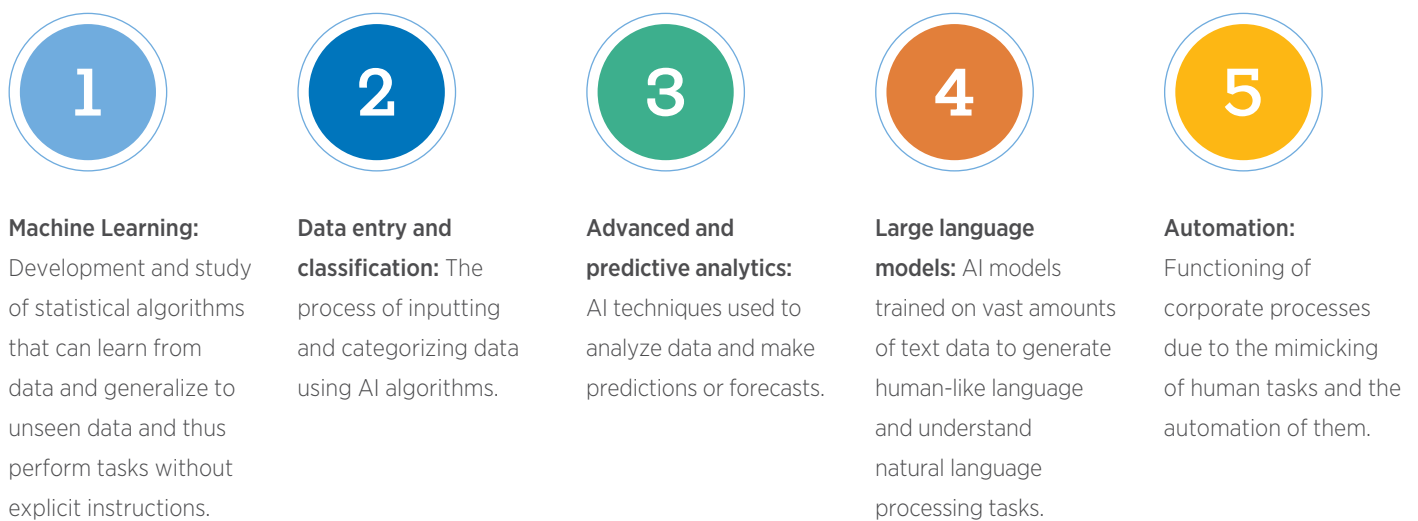 1
Machine Learning:
Development and study
of statistical algorithms
that can learn from
data and generalize to
unseen data and thus
perform tasks without
explicit instructions.
2
Data entry and
classification: The
process of inputting
and categorizing data
using AI algorithms.
3
Advanced and
predictive analytics:
AI techniques used to
analyze data and make
predictions or forecasts.
4
Large language
models: AI models
trained on vast amounts
of text data to generate
human-like language
and understand
natural language
processing tasks.
5
Automation:
Functioning of
corporate processes
due to the mimicking
of human tasks and the
automation of them.